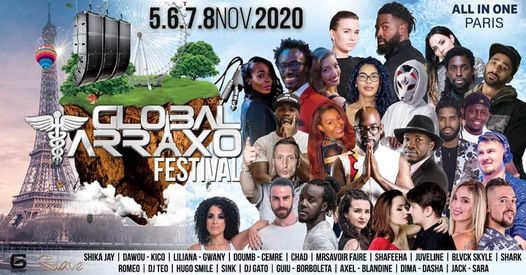 5.6.7.8NOV.2020
ALL IN ONE
PARIS
GLOBAL
TARRAXO
FESTIVAL
SHIKA JAY | DAWOU - KICO | LILIANA - GWANY | DOUMB - CEMRE | CHAD | MRSAVOIR FAIRE | SHAFEEHA | JUVELINE | BLVCK SKYLE | SHARK
ROMEO | DJ TEO | HUGO SMILE | SINK | DJ GATO | GUIU - BORBOLETA | AXEL - BLANDINE | DIMA - DASHA | JACK - SARA
Suave